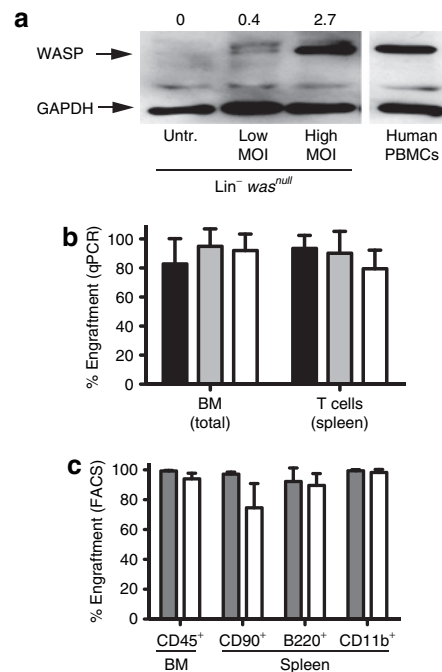 a
0 0.4 2.7
WASP
GAPDH
Untr. Low MOI High MOI Human PBMCs
Lin⁻ was^null
b
% Engraftment (qPCR)
100
80
60
40
20
0
BM (total) T cells (spleen)
c
% Engraftment (FACS)
100
80
60
40
20
0
CD45⁺ CD90⁺ B220⁺ CD11b⁺
BM Spleen